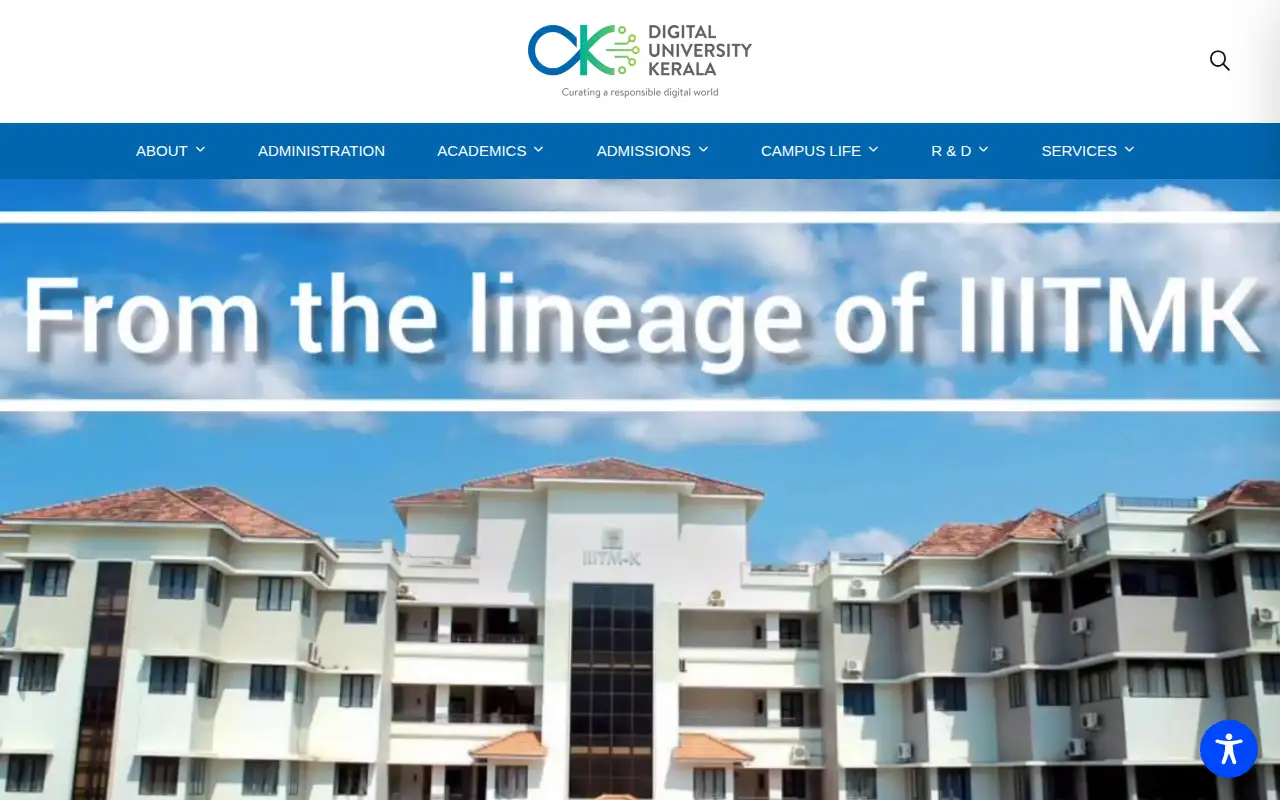 DIGITAL
UNIVERSITY
KERALA
Curating a responsible digital world
ABOUT
ADMINISTRATION
ACADEMICS
ADMISSIONS
CAMPUS LIFE
R & D
SERVICES
From the lineage of IIITMK
IIITM-K